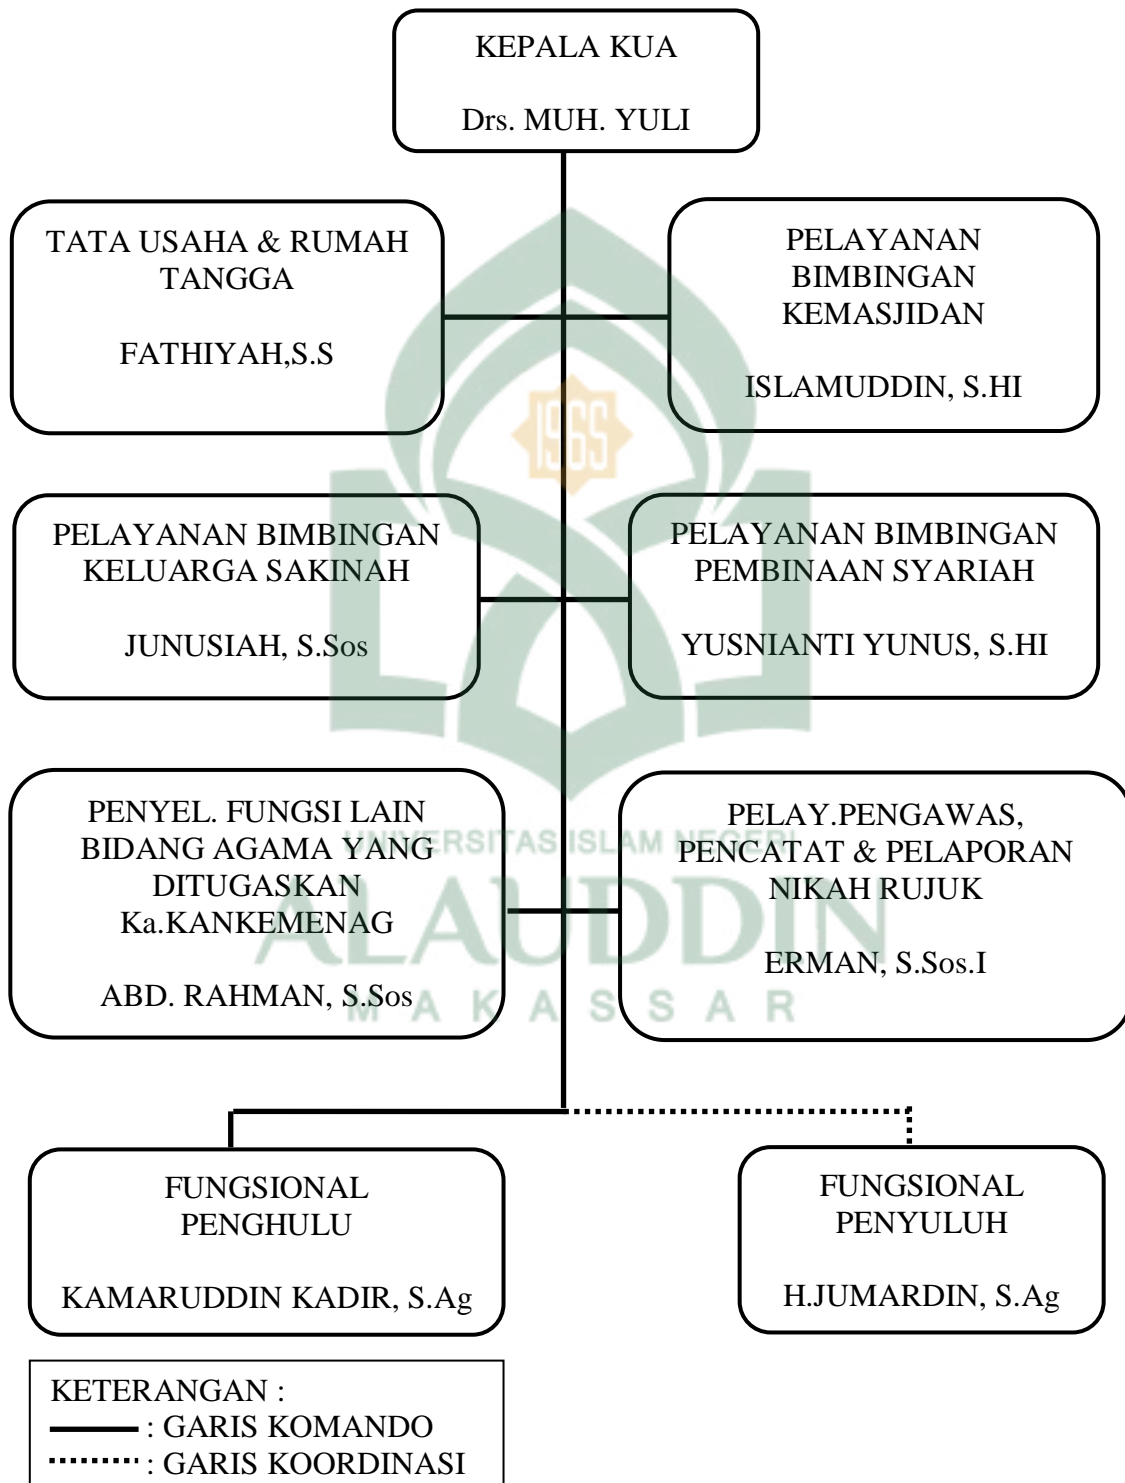 KEPALA KUA
Drs. MUH. YULI
TATA USAHA & RUMAH
TANGGA
FATHIYAH,S.S
PELAYANAN
BIMBINGAN
KEMASJIDAN
ISLAMUDDIN, S.HI
1965
PELAYANAN BIMBINGAN
KELUARGA SAKINAH
JUNUSIAH, S.Sos
PELAYANAN BIMBINGAN
PEMBINAAN SYARIAH
YUSNIANTI YUNUS, S.HI
PENYEL. FUNGSI LAIN
BIDANG AGAMA YANG
DITUGASKAN
Ka.KANKEMENAG
ABD. RAHMAN, S.Sos
PELAY.PENGAWAS,
PENCATAT & PELAPORAN
NIKAH RUJUK
ERMAN, S.Sos.I
UNIVERSITAS ISLAM NEGERI
ALAUDDIN
MAKASSAR
FUNGSIONAL
PENGHULU
KAMARUDDIN KADIR, S.Ag
FUNGSIONAL
PENYULUH
H.JUMARDIN, S.Ag
KETERANGAN :
: GARIS KOMANDO
: GARIS KOORDINASI